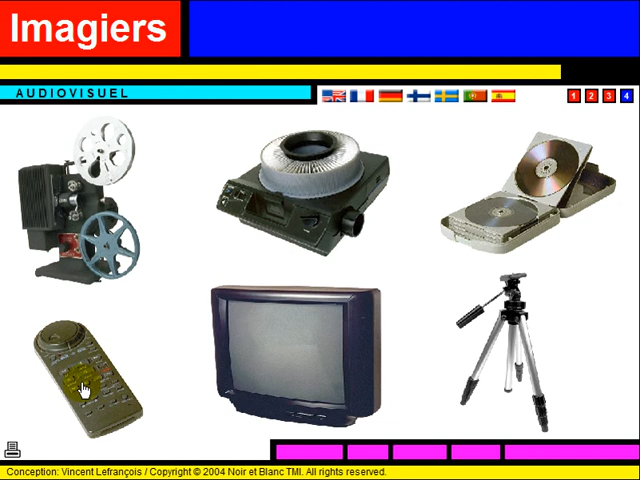 Imagiers
AUDIOVISUEL
1 2 3 4
Conception: Vincent Lefrançois / Copyright © 2004 Noir et Blanc TMI. All rights reserved.